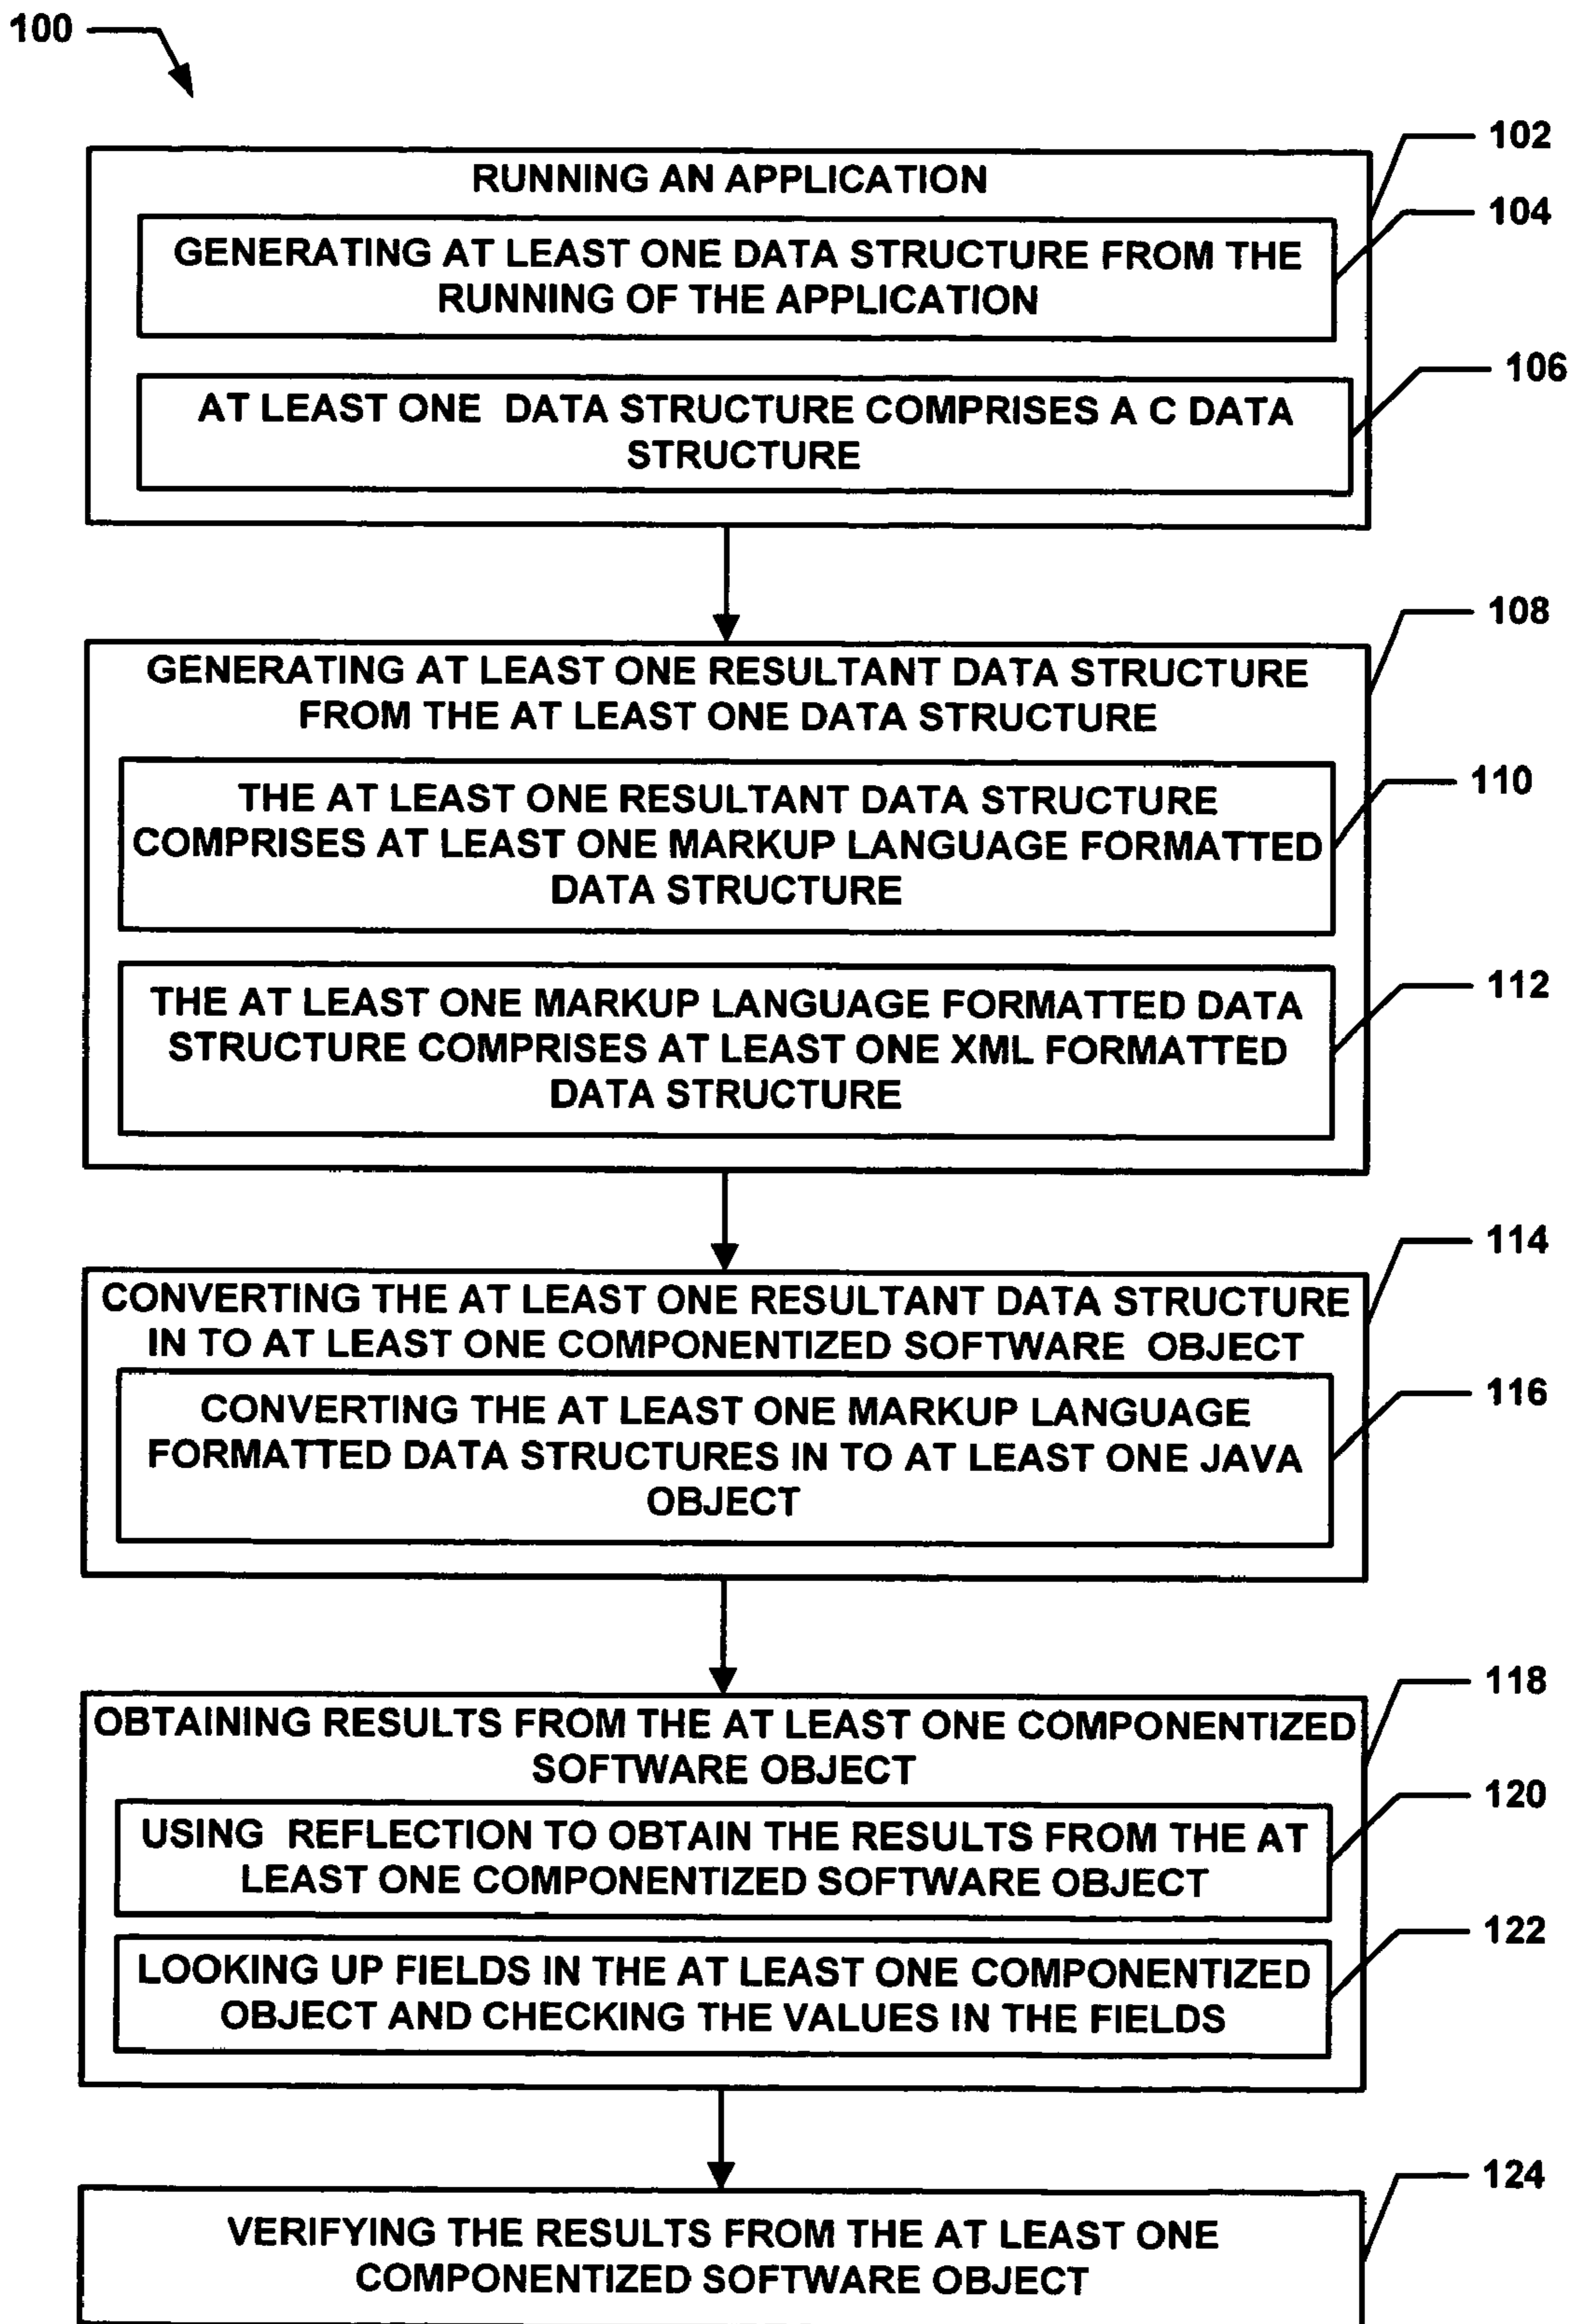 100
102
RUNNING AN APPLICATION
104
GENERATING AT LEAST ONE DATA STRUCTURE FROM THE
RUNNING OF THE APPLICATION
106
AT LEAST ONE DATA STRUCTURE COMPRISES A C DATA
STRUCTURE
108
GENERATING AT LEAST ONE RESULTANT DATA STRUCTURE
FROM THE AT LEAST ONE DATA STRUCTURE
110
THE AT LEAST ONE RESULTANT DATA STRUCTURE
COMPRISES AT LEAST ONE MARKUP LANGUAGE FORMATTED
DATA STRUCTURE
112
THE AT LEAST ONE MARKUP LANGUAGE FORMATTED DATA
STRUCTURE COMPRISES AT LEAST ONE XML FORMATTED
DATA STRUCTURE
114
CONVERTING THE AT LEAST ONE RESULTANT DATA STRUCTURE
IN TO AT LEAST ONE COMPONENTIZED SOFTWARE OBJECT
116
CONVERTING THE AT LEAST ONE MARKUP LANGUAGE
FORMATTED DATA STRUCTURES IN TO AT LEAST ONE JAVA
OBJECT
118
OBTAINING RESULTS FROM THE AT LEAST ONE COMPONENTIZED
SOFTWARE OBJECT
120
USING REFLECTION TO OBTAIN THE RESULTS FROM THE AT
LEAST ONE COMPONENTIZED SOFTWARE OBJECT
122
LOOKING UP FIELDS IN THE AT LEAST ONE COMPONENTIZED
OBJECT AND CHECKING THE VALUES IN THE FIELDS
124
VERIFYING THE RESULTS FROM THE AT LEAST ONE
COMPONENTIZED SOFTWARE OBJECT